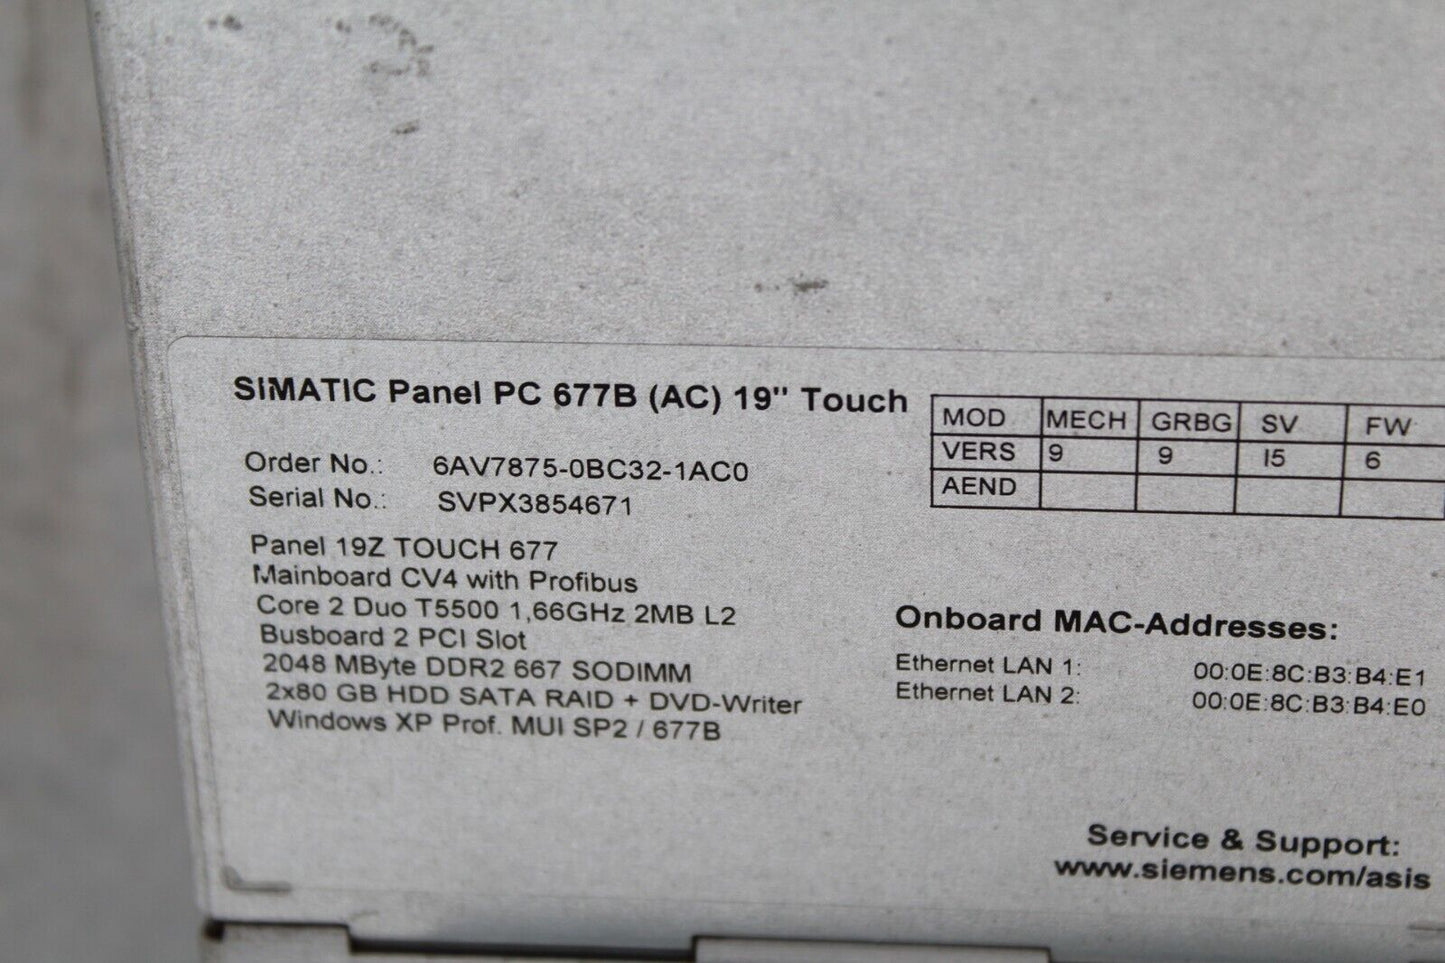 SIMATIC Panel PC 677B (AC) 19" Touch
Order No.: 6AV7875-0BC32-1AC0
Serial No.: SVPX3854671
Panel 19Z TOUCH 677
Mainboard CV4 with Profibus
Core 2 Duo T5500 1,66GHz 2MB L2
Busboard 2 PCI Slot
2048 MByte DDR2 667 SODIMM
2x80 GB HDD SATA RAID + DVD-Writer
Windows XP Prof. MUI SP2 / 677B
MOD MECH GRBG SV FW
VERS 9 9 I5 6
AEND
Onboard MAC-Addresses:
Ethernet LAN 1: 00:0E:8C:B3:B4:E1
Ethernet LAN 2: 00:0E:8C:B3:B4:E0
Service & Support:
www.siemens.com/asis